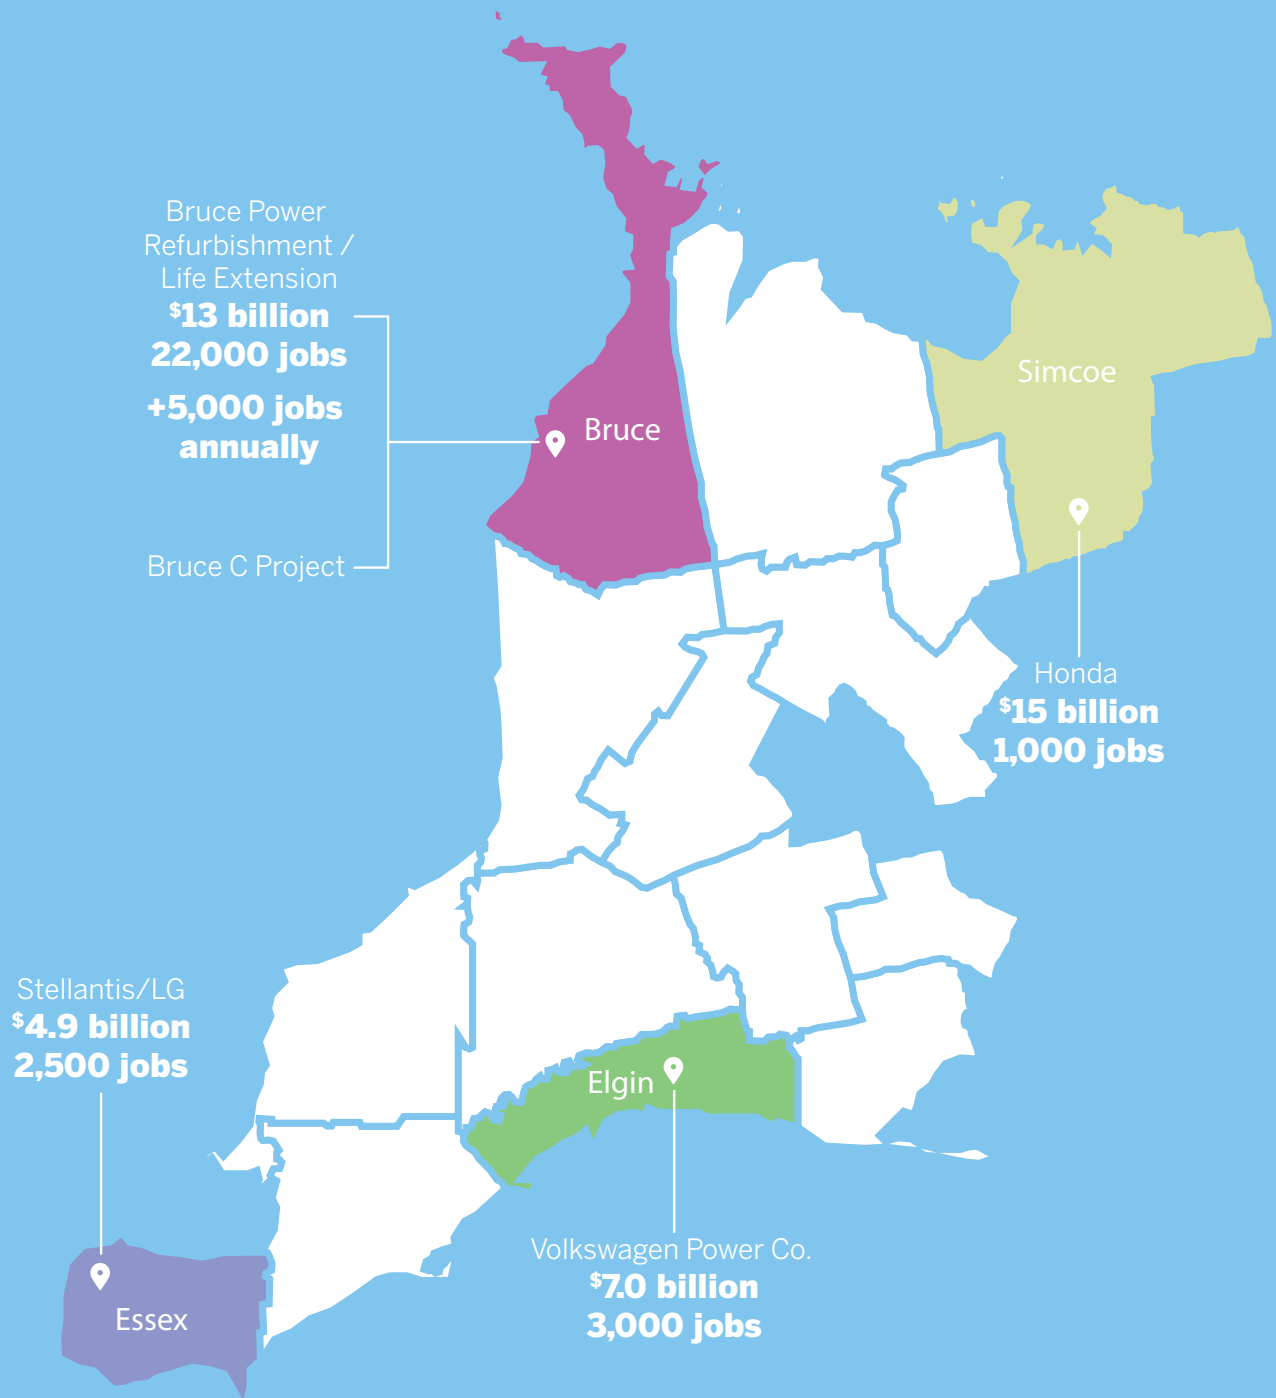 Bruce Power
Refurbishment /
Life Extension
$13 billion
22,000 jobs
+5,000 jobs
annually
Bruce C Project
Bruce
Simcoe
Honda
$15 billion
1,000 jobs
Stellantis/LG
$4.9 billion
2,500 jobs
Essex
Elgin
Volkswagen Power Co.
$7.0 billion
3,000 jobs